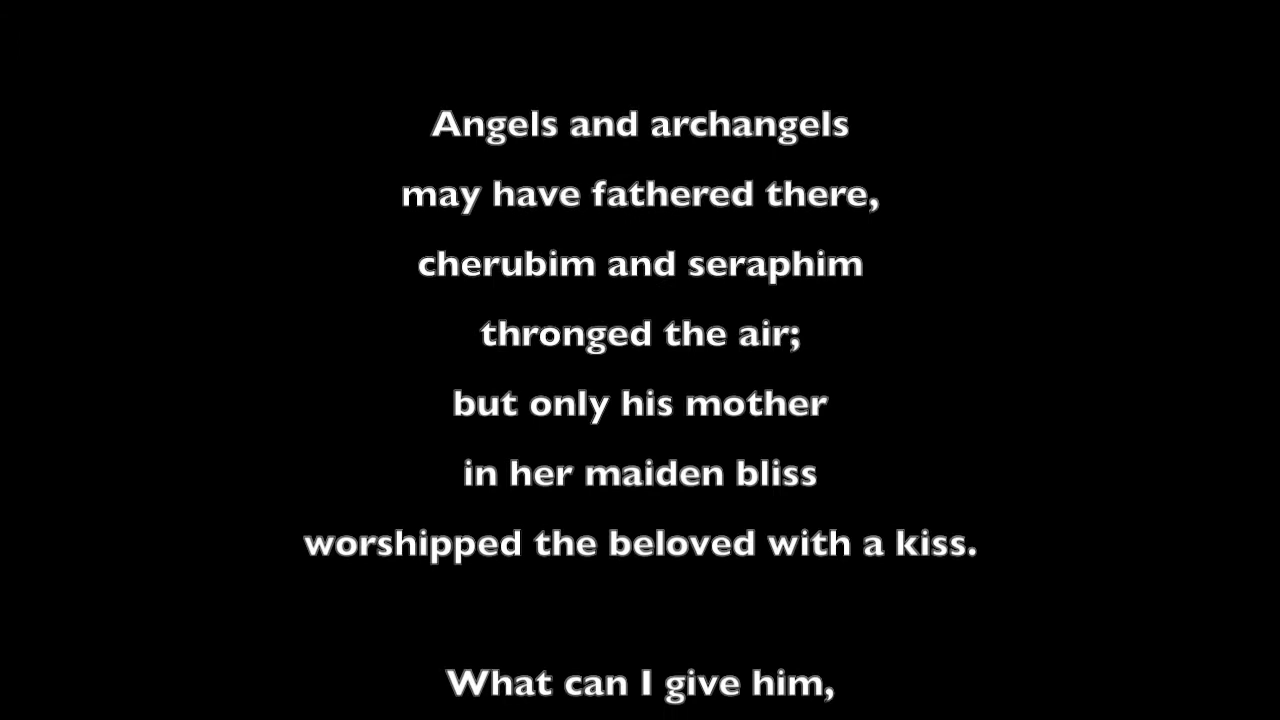 Angels and archangels
may have fathered there,
cherubim and seraphim
thronged the air;
but only his mother
in her maiden bliss
worshipped the beloved with a kiss.
What can I give him,